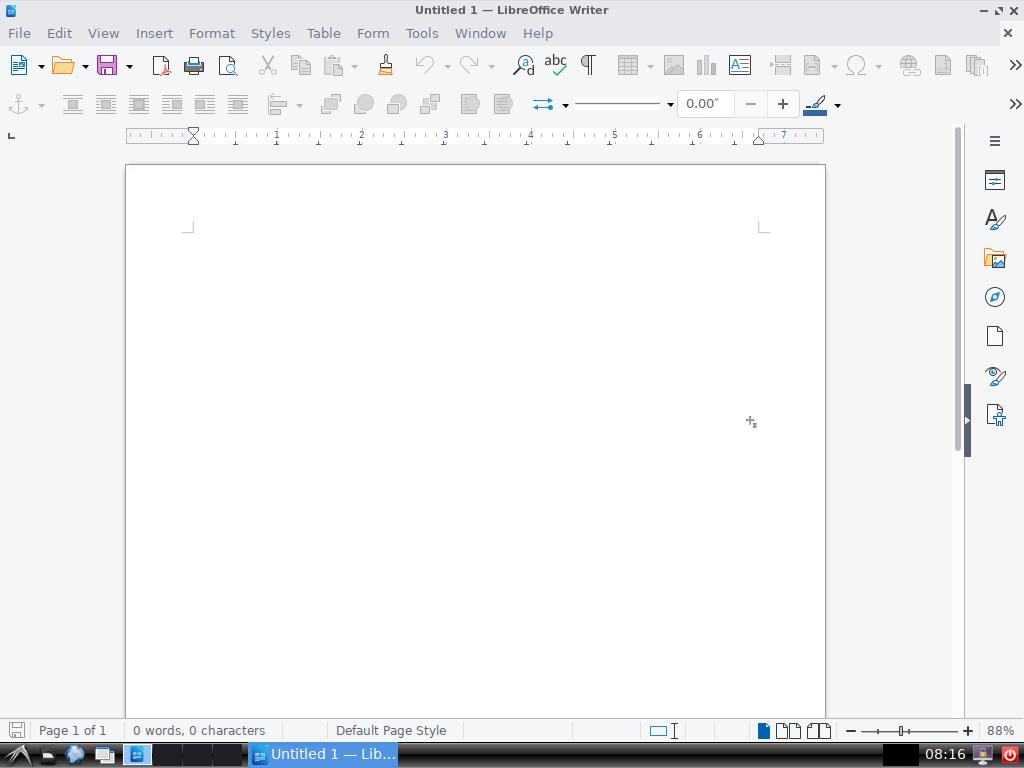 Untitled 1 — LibreOffice Writer
File Edit View Insert Format Styles Table Form Tools Window Help
abc
0.00″
1 2 3 4 5 6 7
Page 1 of 1 0 words, 0 characters Default Page Style 88%
Untitled 1 — Lib... 08:16